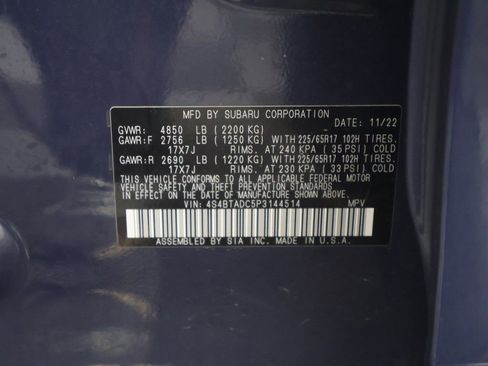 MFD BY SUBARU CORPORATION
DATE: 11/22
GVWR: 4850 LB (2200 KG)
GAWR:F 2756 LB (1250 KG) WITH 225/65R17 102H TIRES.
17X7J RIMS. AT 240 KPA (35 PSI) COLD
GAWR:R 2690 LB (1220 KG) WITH 225/65R17 102H TIRES.
17X7J RIMS. AT 230 KPA (33 PSI) COLD
THIS VEHICLE CONFORMS TO ALL APPLICABLE FEDERAL MOTOR
VEHICLE SAFETY AND THEFT PREVENTION STANDARDS IN EFFECT
ON THE DATE OF MANUFACTURE SHOWN ABOVE.
VIN: 4S4BTADC5P3144514 MPV
ASSEMBLED BY SIA INC. MADE IN U.S.A.